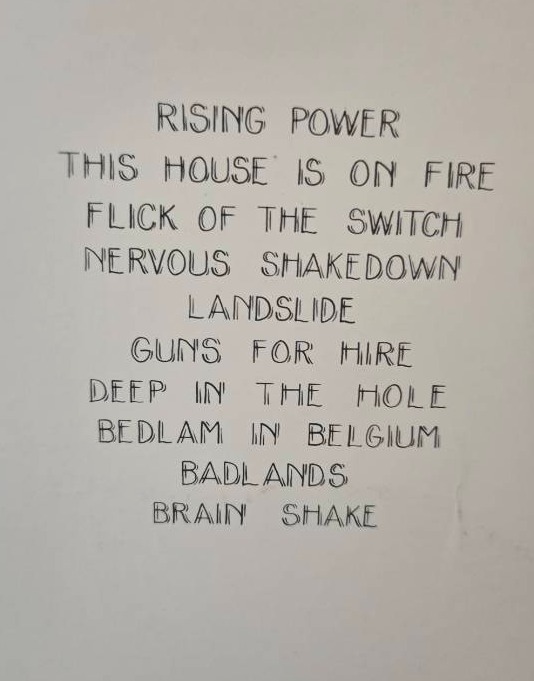 RISING POWER
THIS HOUSE IS ON FIRE
FLICK OF THE SWITCH
NERVOUS SHAKEDOWN
LANDSLIDE
GUNS FOR HIRE
DEEP IN THE HOLE
BEDLAM IN BELGIUM
BADLANDS
BRAIN SHAKE